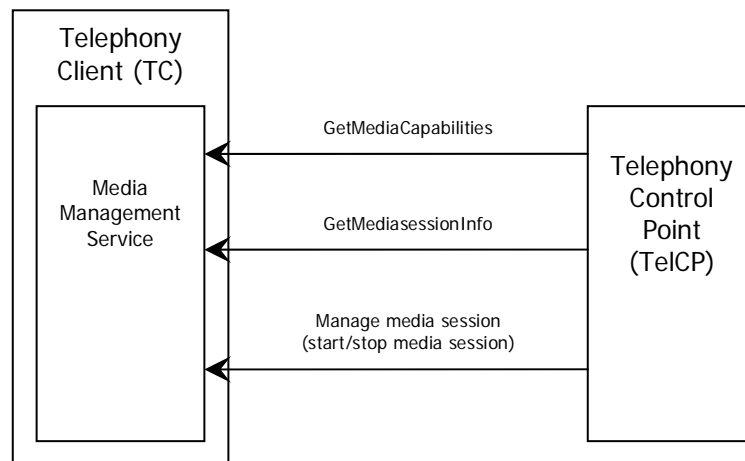 Telephony
Client (TC)
Media
Management
Service
GetMediaCapabilities
GetMediasessionInfo
Manage media session
(start/stop media session)
Telephony
Control
Point
(TelCP)